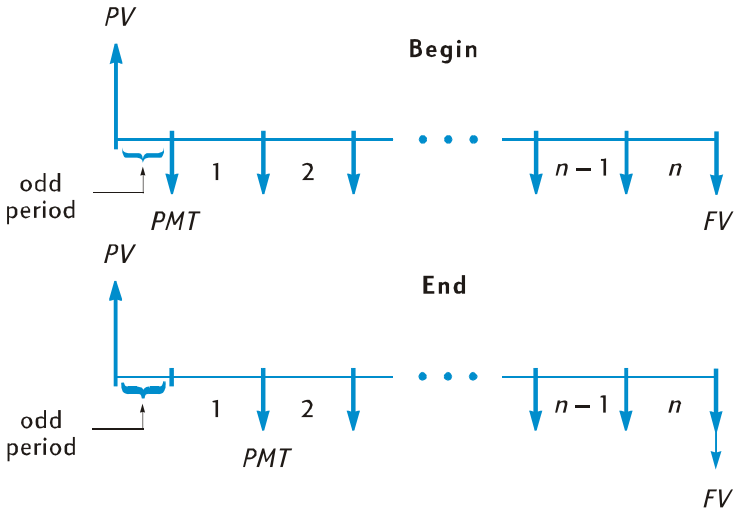 PV
Begin
1
2
n – 1
n
odd
period
PMT
FV
PV
End
1
2
n – 1
n
odd
period
PMT
FV